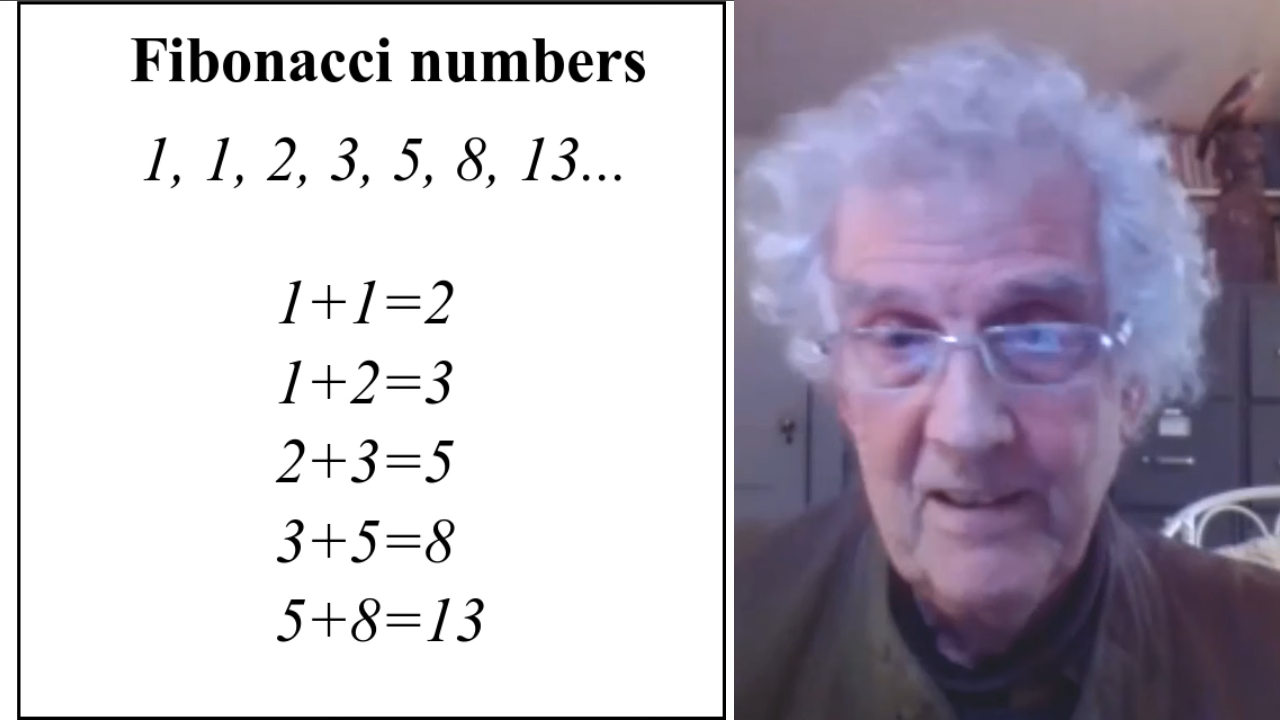 Fibonacci numbers
1, 1, 2, 3, 5, 8, 13...
1+1=2
1+2=3
2+3=5
3+5=8
5+8=13